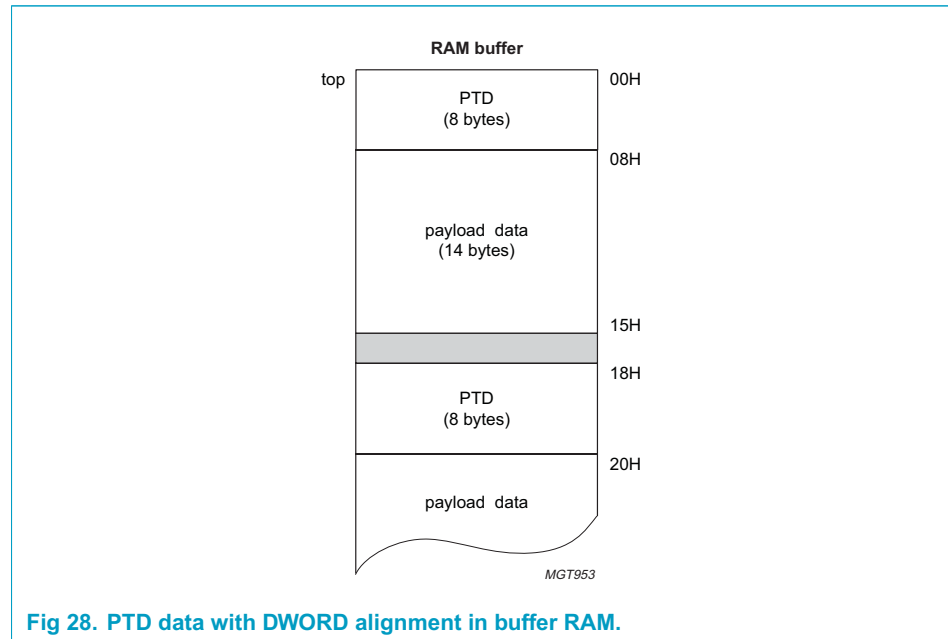 RAM buffer
top
00H
PTD
(8 bytes)
08H
payload data
(14 bytes)
15H
18H
PTD
(8 bytes)
20H
payload data
MGT953
Fig 28. PTD data with DWORD alignment in buffer RAM.